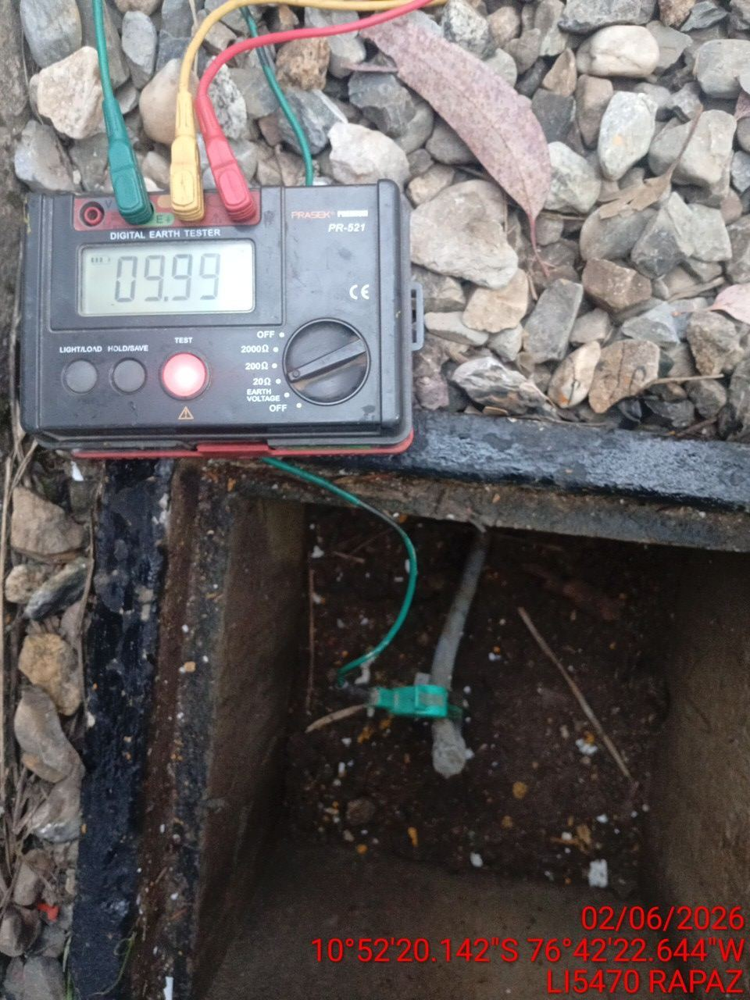 E
PRASEK® PREMIUM
PR-521
DIGITAL EARTH TESTER
09.99
CE
OFF
LIGHT/LOAD HOLD/SAVE TEST
2000Ω
200Ω
20Ω
EARTH
VOLTAGE
OFF
02/06/2026
10°52'20.142"S 76°42'22.644"W
LI5470 RAPAZ